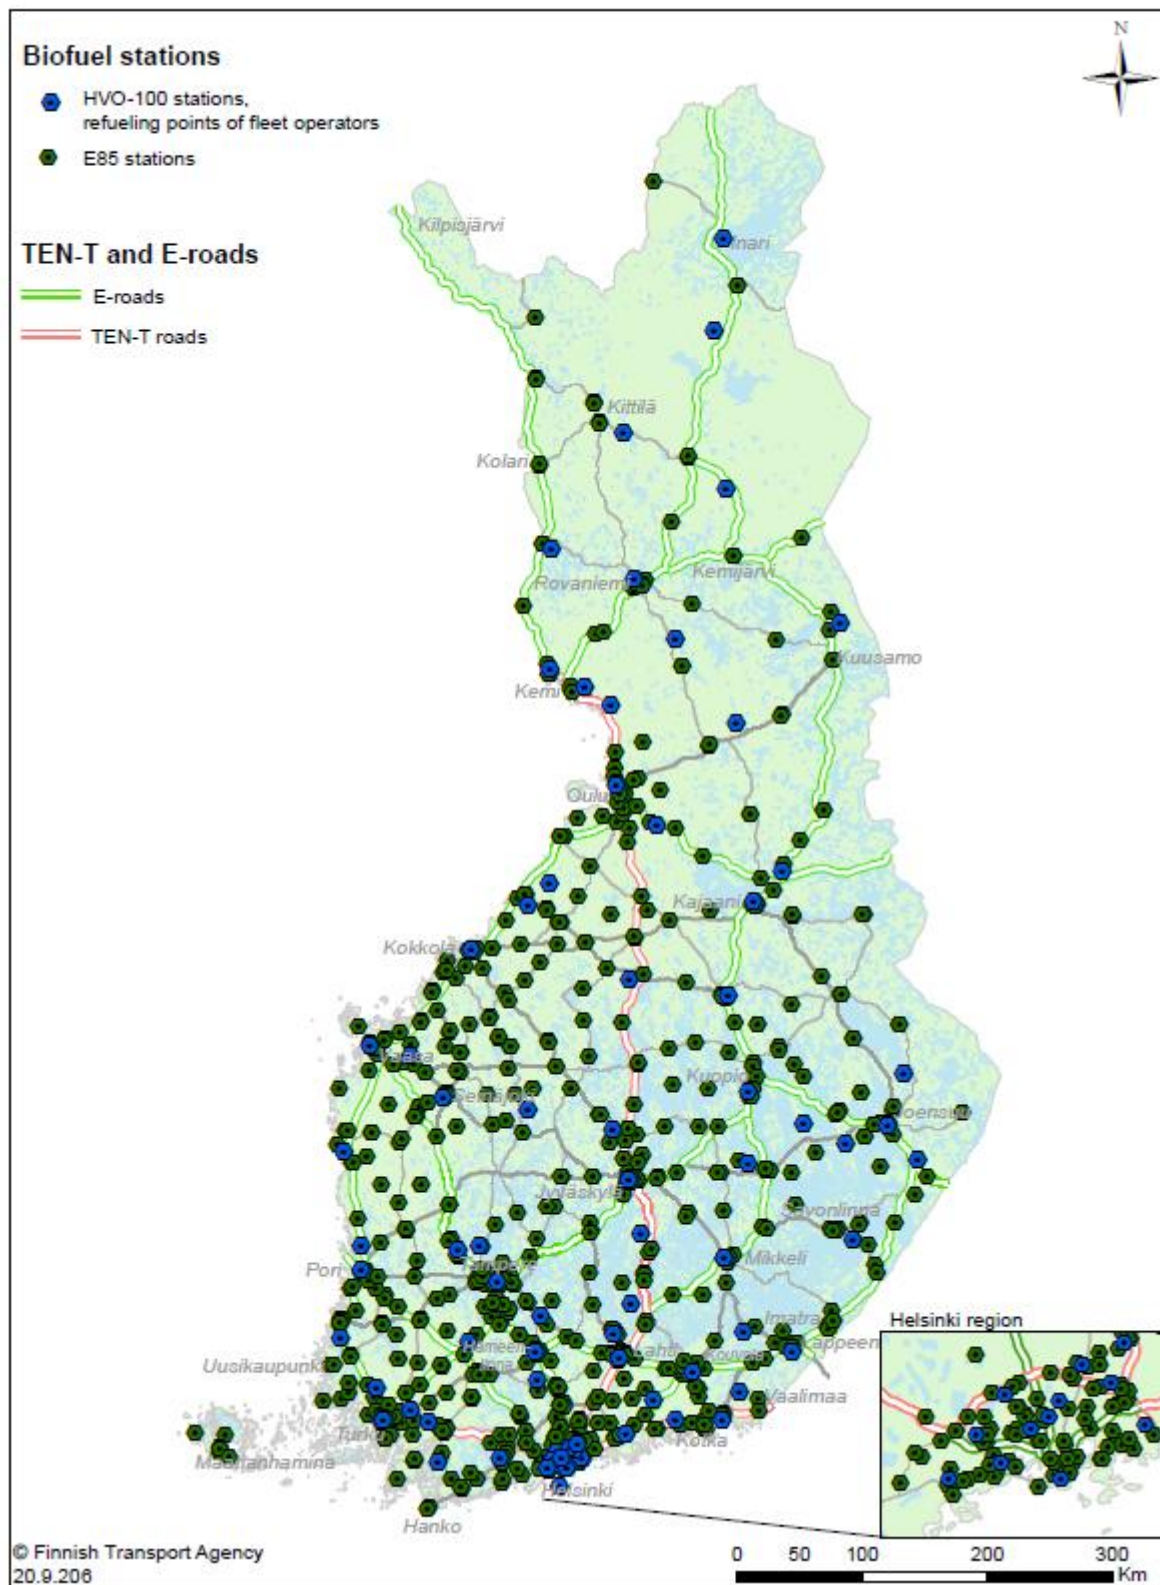 N
Biofuel stations
HVO-100 stations,
refueling points of fleet operators
E85 stations
TEN-T and E-roads
E-roads
TEN-T roads
Kilpisjärvi
Inari
Kittilä
Kolari
Rovaniemi
Kemijärvi
Kuusamo
Kemi
Oulu
Kajaani
Kokkola
Vaasa
Kuopio
Seinäjoki
Joensuu
Jyväskylä
Savonlinna
Pori
Tampere
Mikkeli
Imatra
Helsinki region
Lappeen
Uusikaupunki
Hämeen
linna
Lahti
Kouvola
Vaalimaa
Turku
Kotka
Maarianhamina
Helsinki
Hanko
© Finnish Transport Agency
20.9.206
0 50 100 200 300
Km